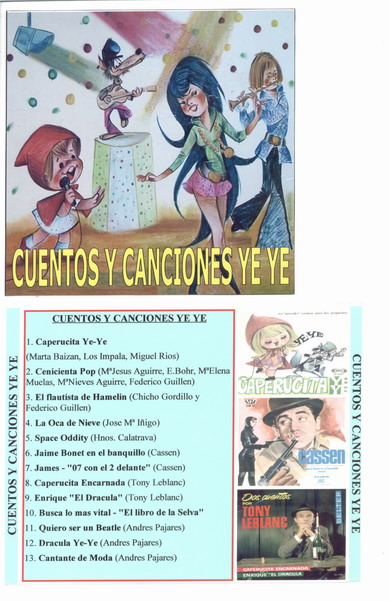 CUENTOS Y CANCIONES YE YE
CUENTOS Y CANCIONES YE YE
CUENTOS Y CANCIONES YE YE
1. Caperucita Ye-Ye
(Marta Baizan, Los Impala, Miguel Rios)
2. Cenicienta Pop (MªJesus Aguirre, E.Bohr, MªElena
Muelas, MªNieves Aguirre, Federico Guillen)
3. El flautista de Hamelin (Chicho Gordillo y
Federico Guillen)
4. La Oca de Nieve (Jose Mª Iñigo)
5. Space Oddity (Hnos. Calatrava)
6. Jaime Bonet en el banquillo (Cassen)
7. James - "07 con el 2 delante" (Cassen)
8. Caperucita Encarnada (Tony Leblanc)
9. Enrique "El Dracula" (Tony Leblanc)
10. Busca lo mas vital - "El libro de la Selva"
11. Quiero ser un Beatle (Andres Pajares)
12. Dracula Ye-Ye (Andres Pajares)
13. Cantante de Moda (Andres Pajares)
YE YE
CAPERUCITA
cassen
Dos cuentos
POR
TONY
LEBLANC
BELTER
CAPERUCITA ENCARNADA
ENRIQUE "EL DRACULA"
CUENTOS Y CANCIONES YE YE